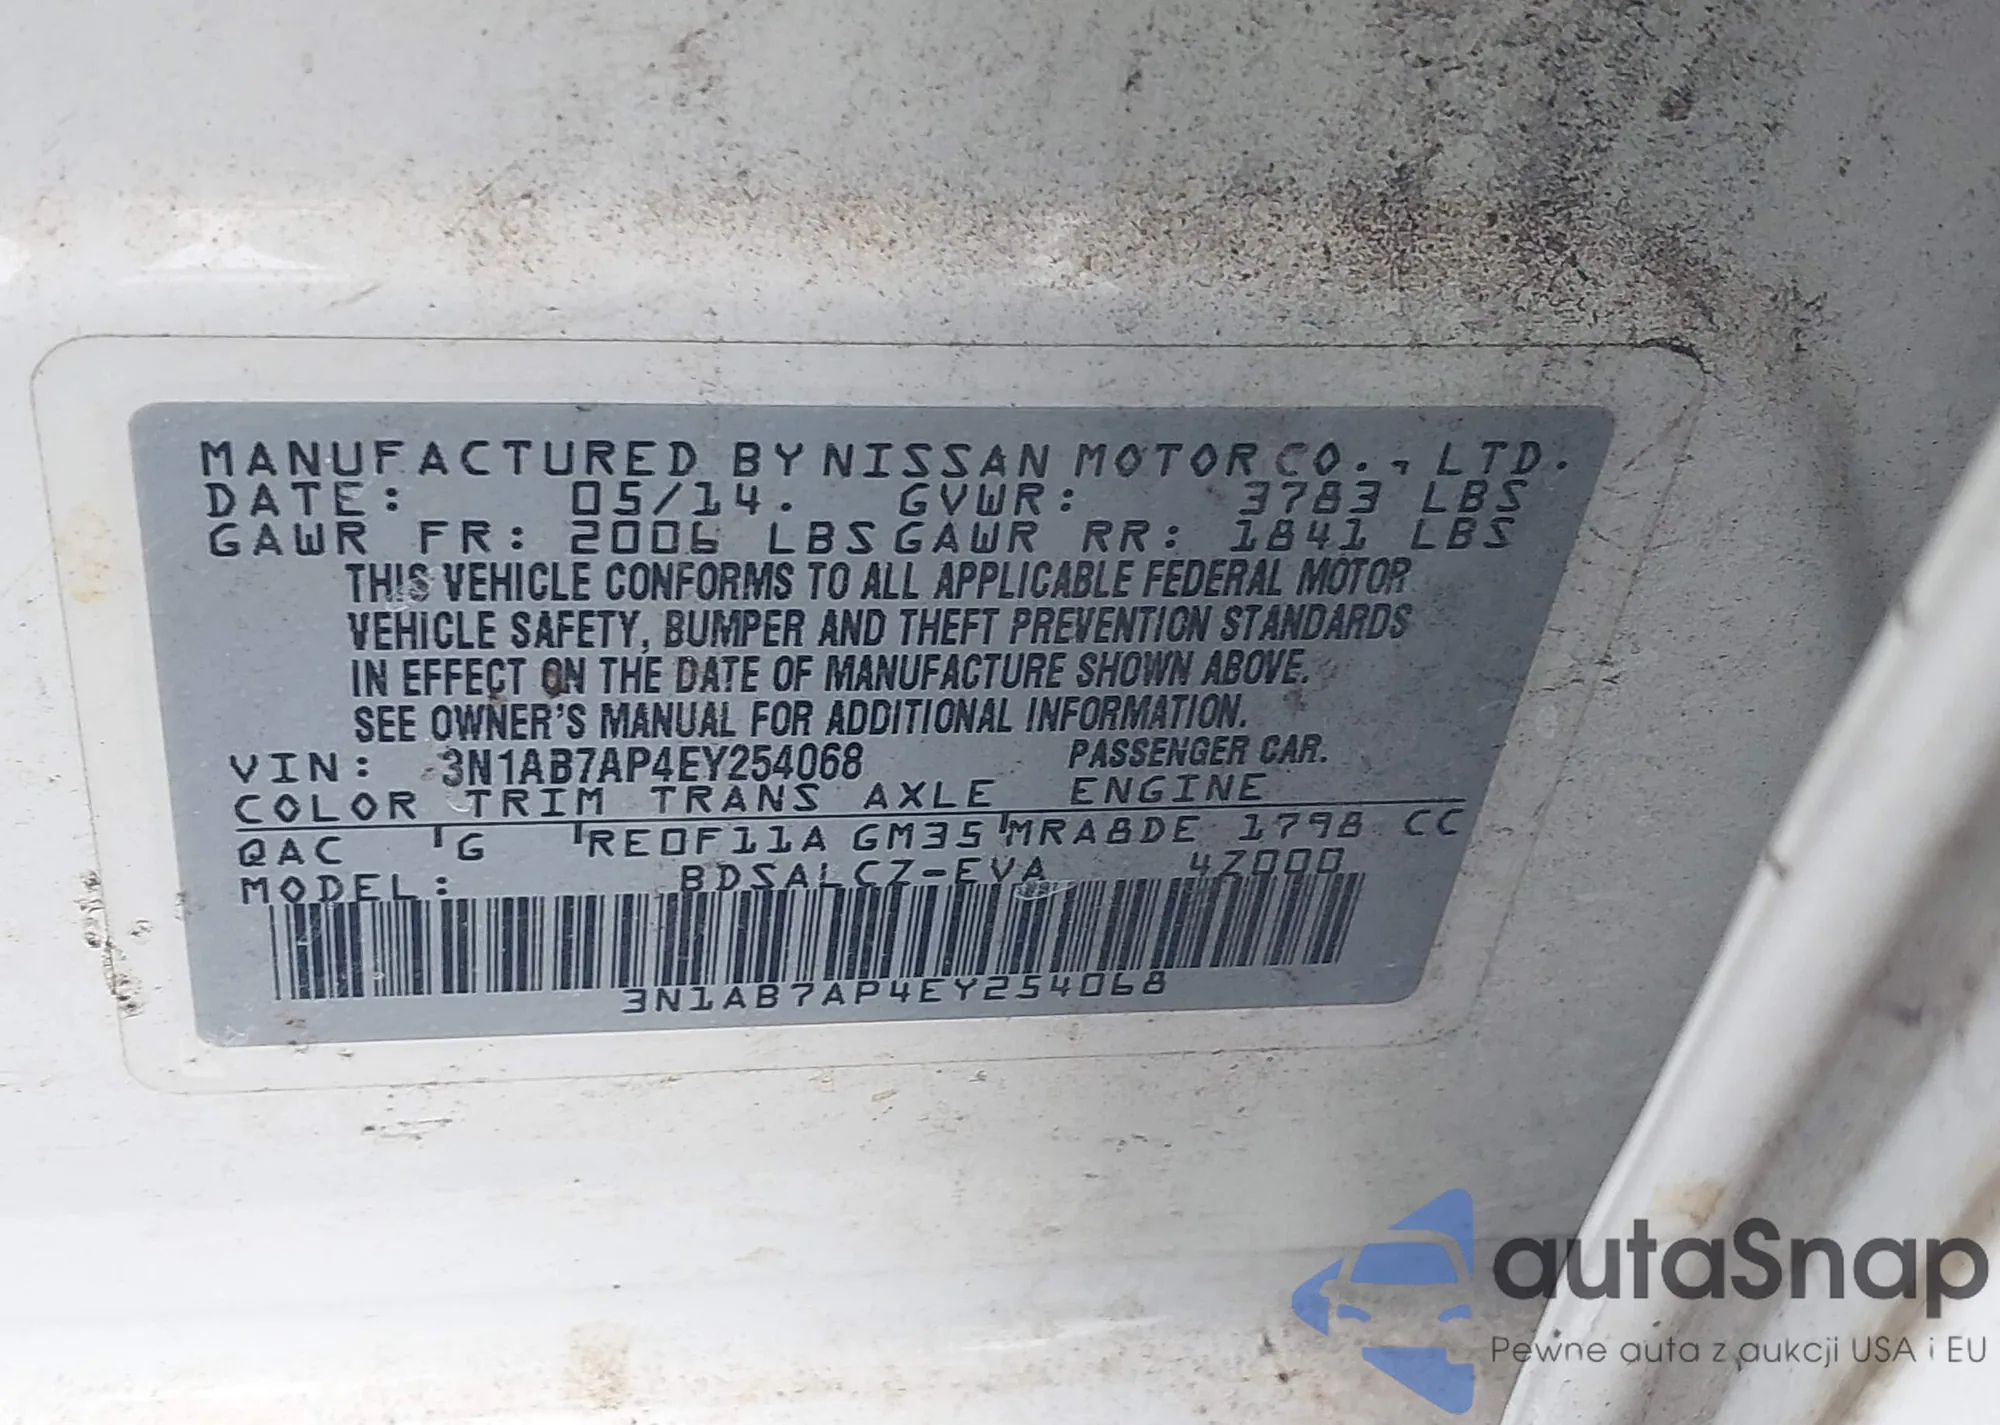 MANUFACTURED BY NISSAN MOTOR CO., LTD.
DATE: 05/14. GVWR: 3783 LBS
GAWR FR: 2006 LBS GAWR RR: 1841 LBS
THIS VEHICLE CONFORMS TO ALL APPLICABLE FEDERAL MOTOR
VEHICLE SAFETY, BUMPER AND THEFT PREVENTION STANDARDS
IN EFFECT ON THE DATE OF MANUFACTURE SHOWN ABOVE.
SEE OWNER'S MANUAL FOR ADDITIONAL INFORMATION.
VIN: 3N1AB7AP4EY254068 PASSENGER CAR.
COLOR TRIM TRANS AXLE ENGINE
QAC G RE0F11A GM35 MRA8DE 1798 CC
MODEL: BDSALCZ-EVA 4Z000
3N1AB7AP4EY254068
autaSnap
Pewne auta z aukcji USA i EU